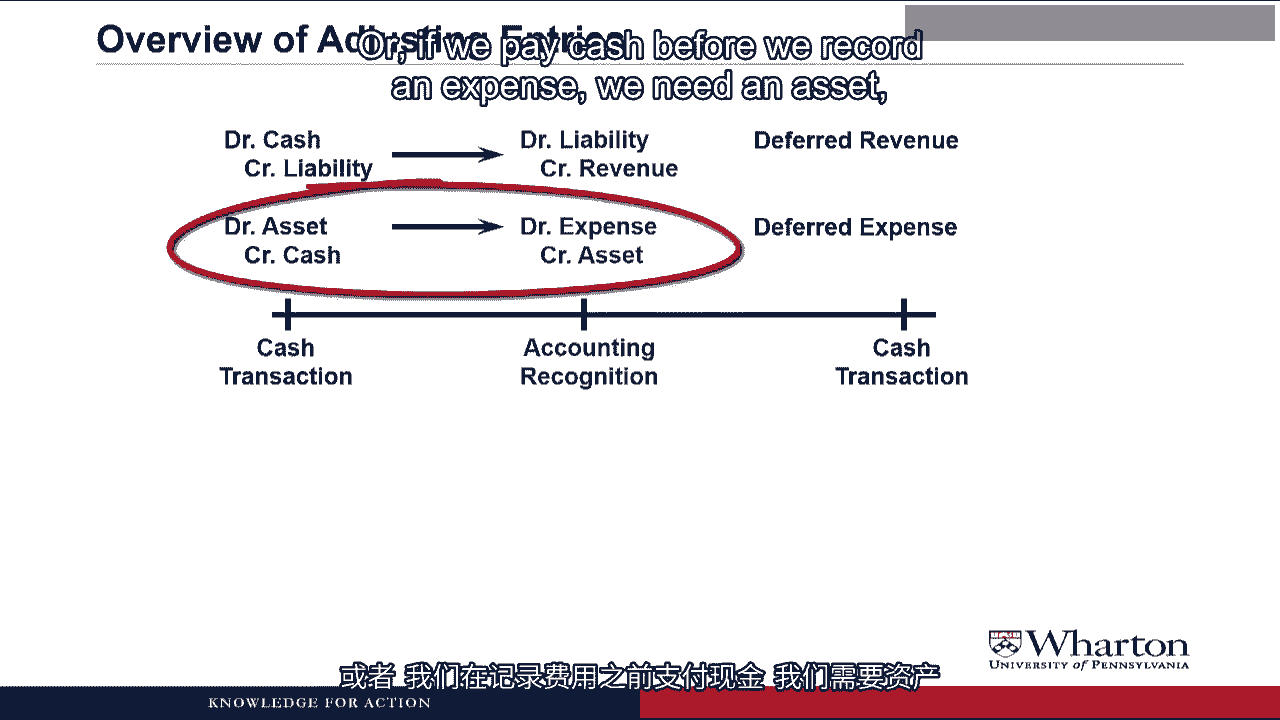 Overview of Adjusting Entries
Or, if we pay cash before we record
an expense, we need an asset,
Dr. Cash
Cr. Liability
Dr. Liability
Cr. Revenue
Deferred Revenue
Dr. Asset
Cr. Cash
Dr. Expense
Cr. Asset
Deferred Expense
Cash
Transaction
Accounting
Recognition
Cash
Transaction
Wharton
UNIVERSITY of PENNSYLVANIA
或者 我们在记录费用之前支付现金 我们需要资产
KNOWLEDGE FOR ACTION